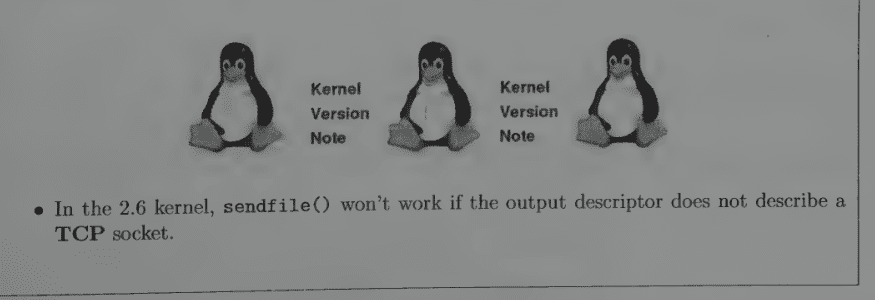 Kernel
Version
Note
Kernel
Version
Note
• In the 2.6 kernel, sendfile() won't work if the output descriptor does not describe a
TCP socket.